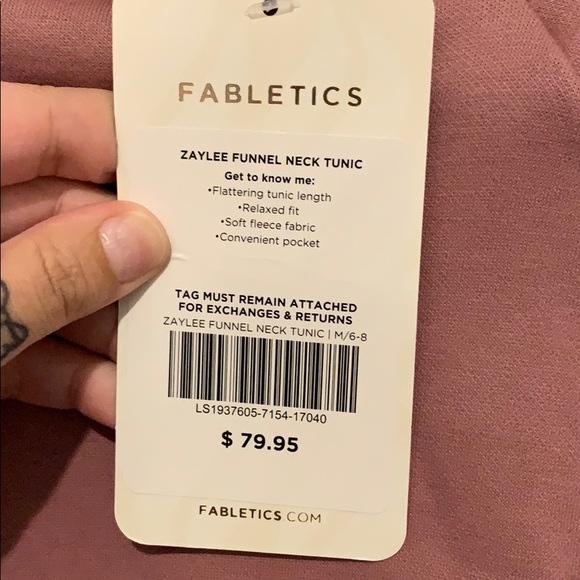 FABLETICS
ZAYLEE FUNNEL NECK TUNIC
Get to know me:
•Flattering tunic length
•Relaxed fit
•Soft fleece fabric
•Convenient pocket
TAG MUST REMAIN ATTACHED
FOR EXCHANGES & RETURNS
ZAYLEE FUNNEL NECK TUNIC | M/6-8
LS1937605-7154-17040
$ 79.95
FABLETICS.COM